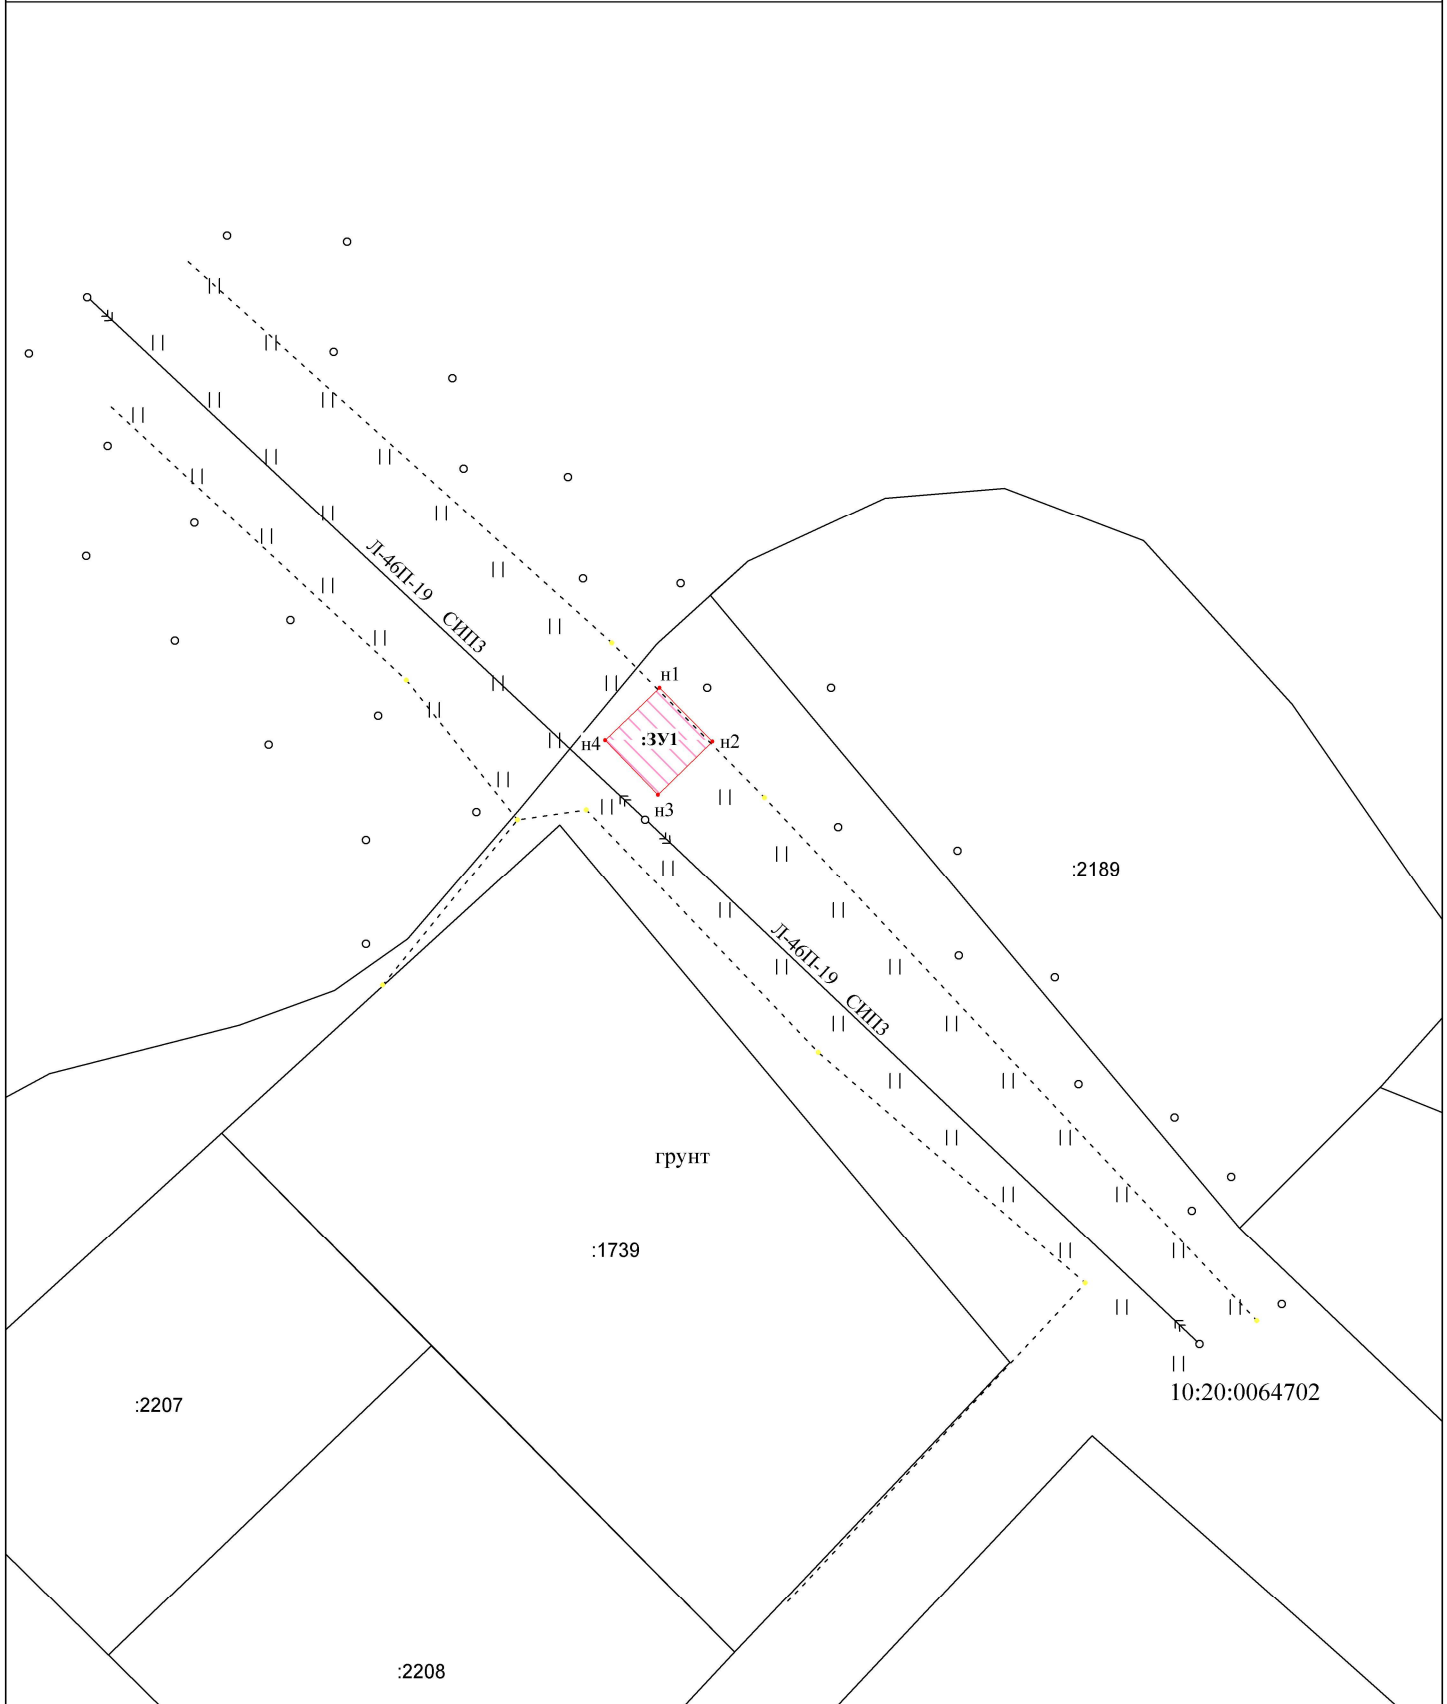 Л-46П-19 СИП3
н1
:ЗУ1
н2
н4
н3
:2189
Л-46П-19 СИП3
грунт
:1739
10:20:0064702
:2207
:2208